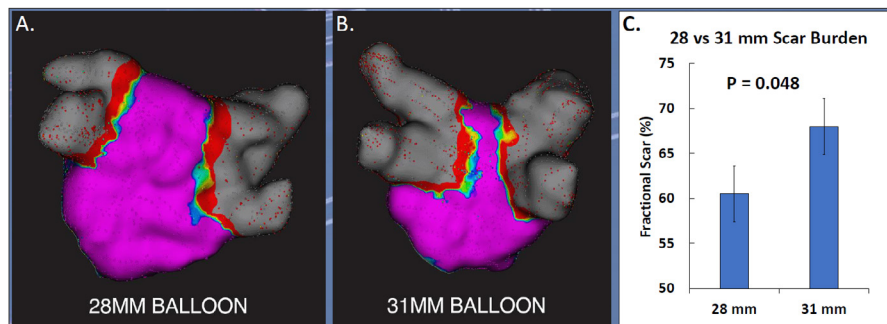 A.
28MM BALLOON
B.
31MM BALLOON
C.
28 vs 31 mm Scar Burden
P = 0.048
Fractional Scar (%)
75
70
65
60
55
50
28 mm
31 mm